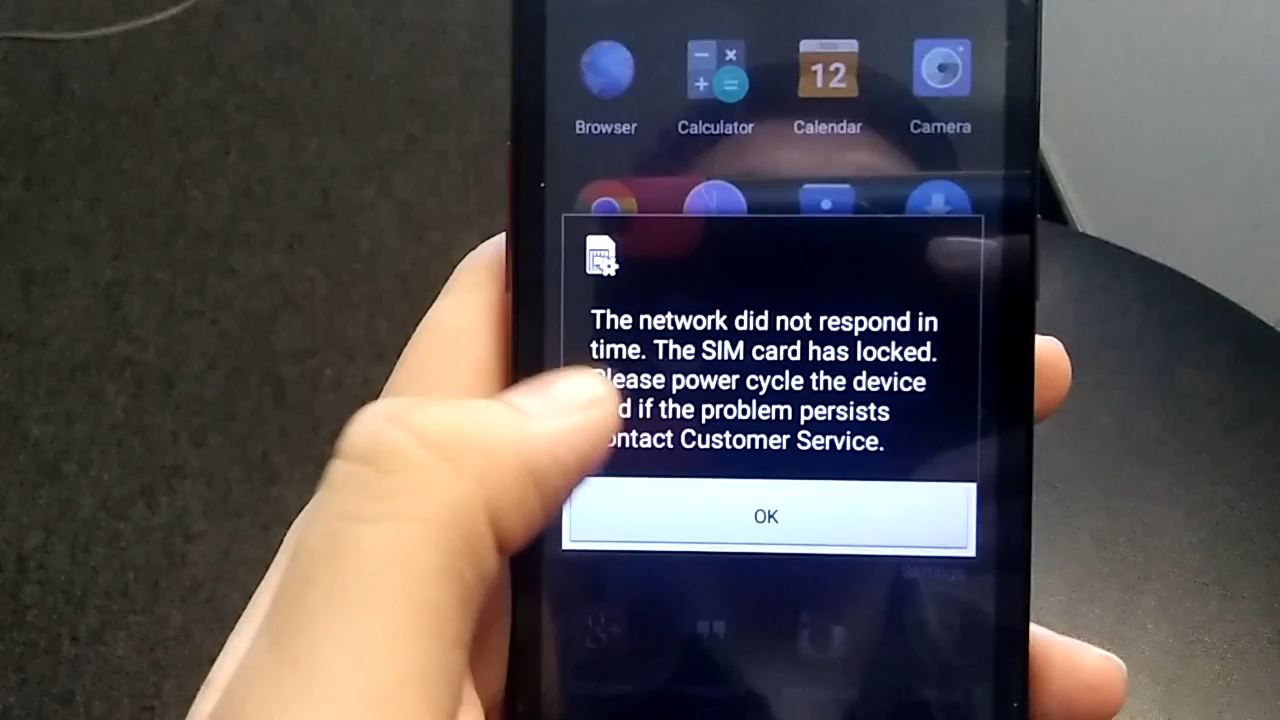 12
Browser
Calculator
Calendar
Camera
The network did not respond in
time. The SIM card has locked.
lease power cycle the device
d if the problem persists
ontact Customer Service.
OK
Settings